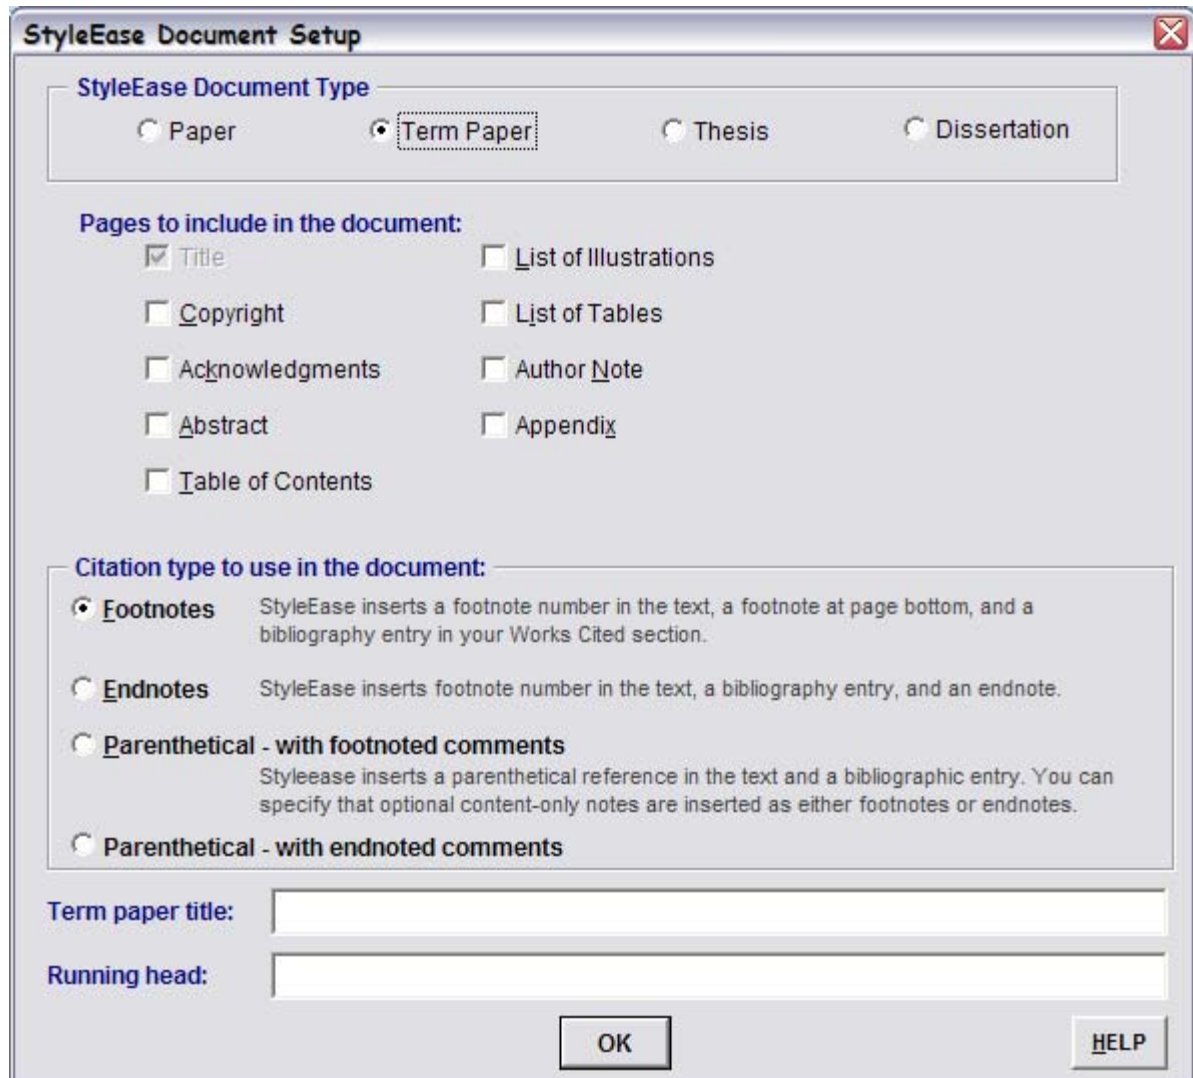 StyleEase Document Setup
StyleEase Document Type
Paper Term Paper Thesis Dissertation
Pages to include in the document:
Title List of Illustrations
Copyright List of Tables
Acknowledgments Author Note
Abstract Appendix
Table of Contents
Citation type to use in the document:
Footnotes StyleEase inserts a footnote number in the text, a footnote at page bottom, and a
bibliography entry in your Works Cited section.
Endnotes StyleEase inserts footnote number in the text, a bibliography entry, and an endnote.
Parenthetical - with footnoted comments
Styleease inserts a parenthetical reference in the text and a bibliographic entry. You can
specify that optional content-only notes are inserted as either footnotes or endnotes.
Parenthetical - with endnoted comments
Term paper title:
Running head:
OK HELP